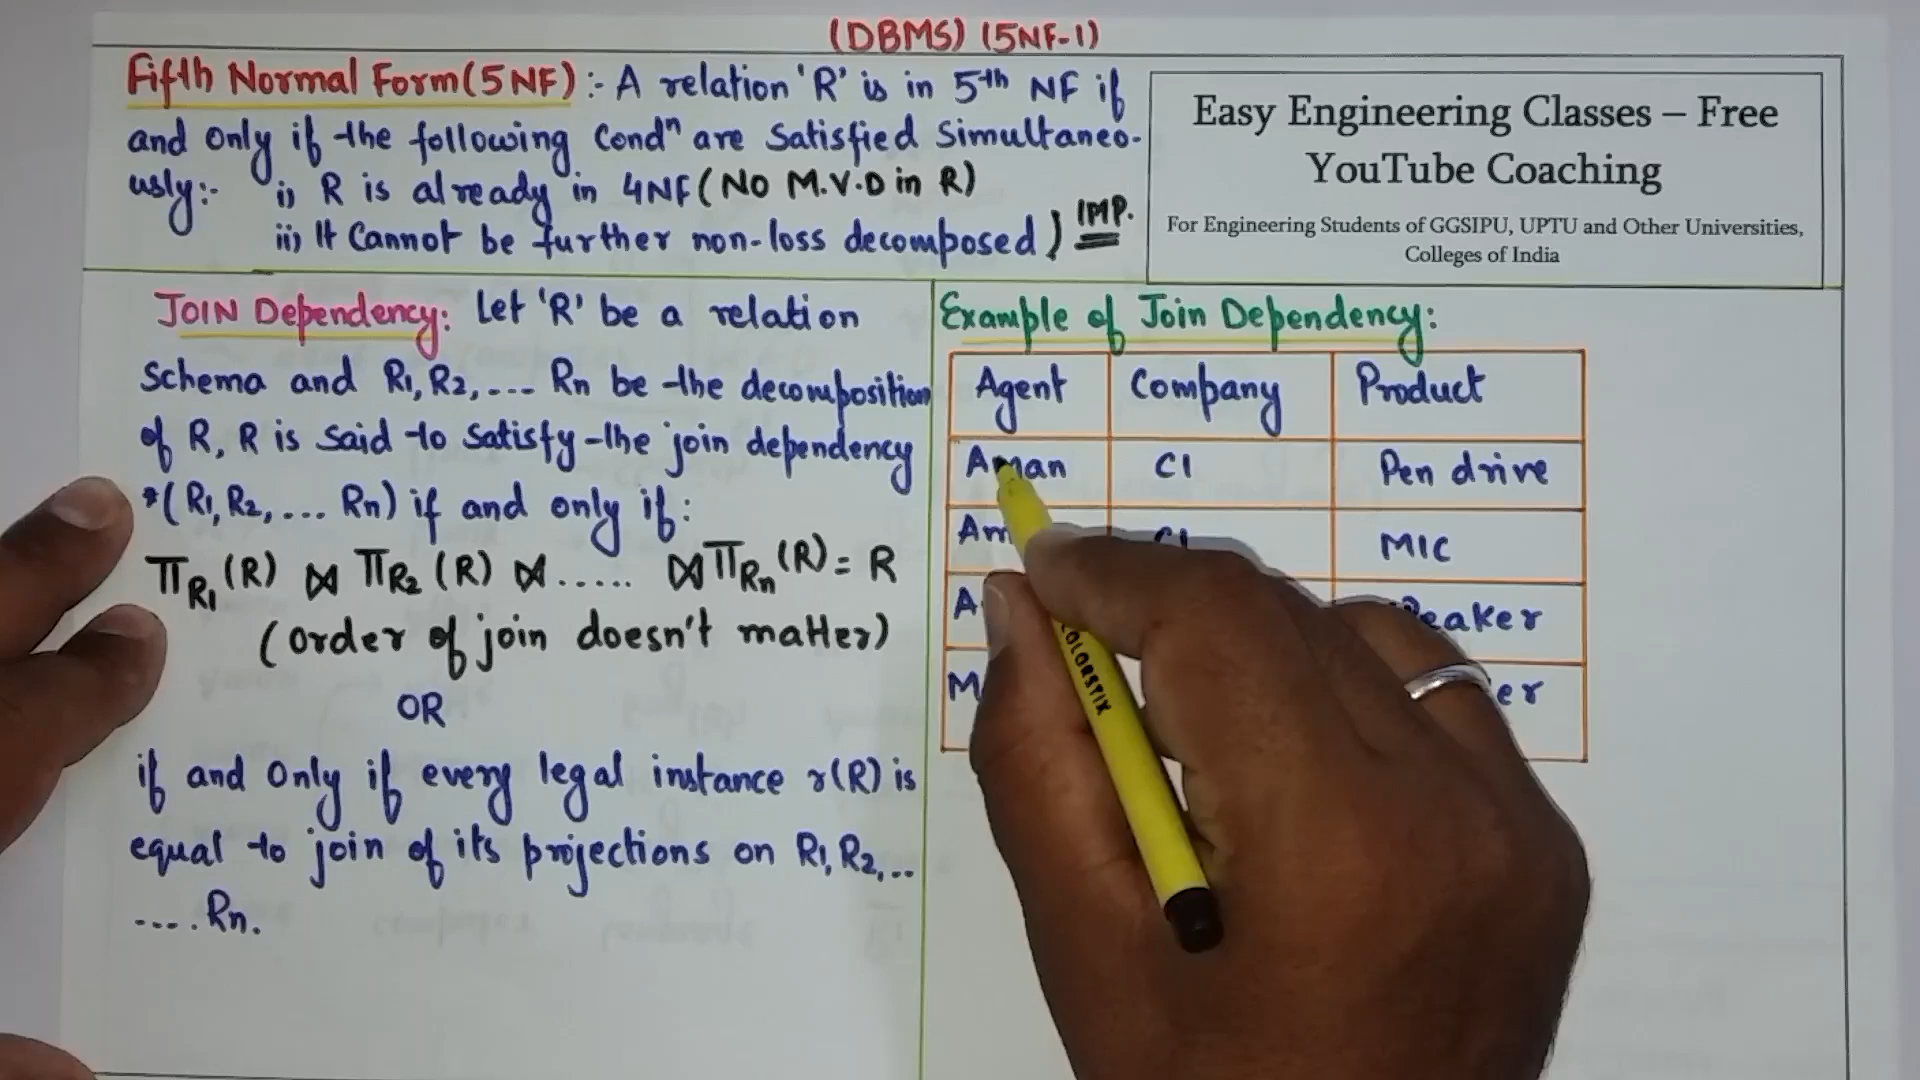 (DBMS) (5NF-1)
Fifth Normal Form (5NF) :- A relation 'R' is in 5th NF if
and only if the following Condn are Satisfied Simultaneo-
usly:- i) R is already in 4NF (No M.V.D in R)
ii) It Cannot be further non-loss decomposed) IMP.
Easy Engineering Classes – Free
YouTube Coaching
For Engineering Students of GGSIPU, UPTU and Other Universities,
Colleges of India
JOIN Dependency: Let 'R' be a relation
Schema and R1, R2,.... Rn be the decomposition
of R, R is said to satisfy the join dependency
*(R1, R2, ... Rn) if and only if:
πR1(R) ⋈ πR2(R) ⋈ ..... ⋈ πRn(R) = R
(order of join doesn't matter)
OR
if and only if every legal instance r(R) is
equal to join of its projections on R1, R2,..
.... Rn.
Example of Join Dependency:
Agent Company Product
Aman C1 Pen drive
C1 MIC